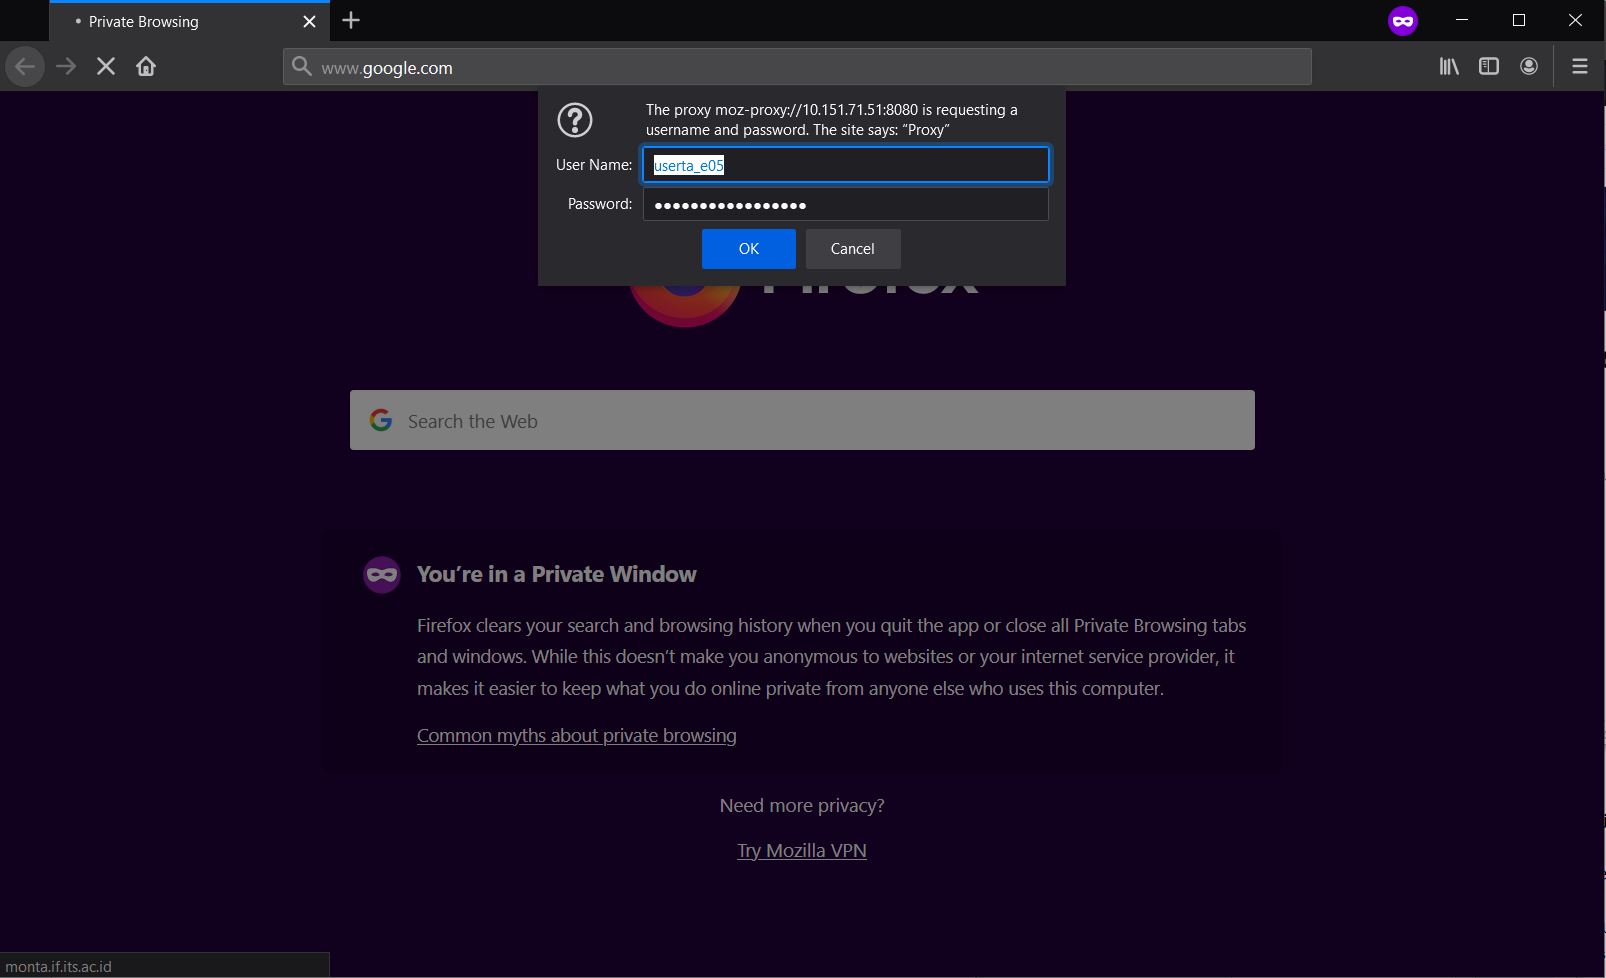 Private Browsing
www.google.com
The proxy moz-proxy://10.151.71.51:8080 is requesting a
username and password. The site says: “Proxy”
User Name: userta_e05
Password: •••••••••••••••••
OK Cancel
Firefox
Search the Web
You’re in a Private Window
Firefox clears your search and browsing history when you quit the app or close all Private Browsing tabs
and windows. While this doesn’t make you anonymous to websites or your internet service provider, it
makes it easier to keep what you do online private from anyone else who uses this computer.
Common myths about private browsing
Need more privacy?
Try Mozilla VPN
monta.if.its.ac.id